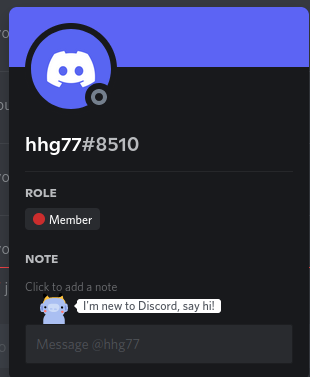 hhg77#8510
ROLE
Member
NOTE
Click to add a note
I'm new to Discord, say hi!
Message @hhg77